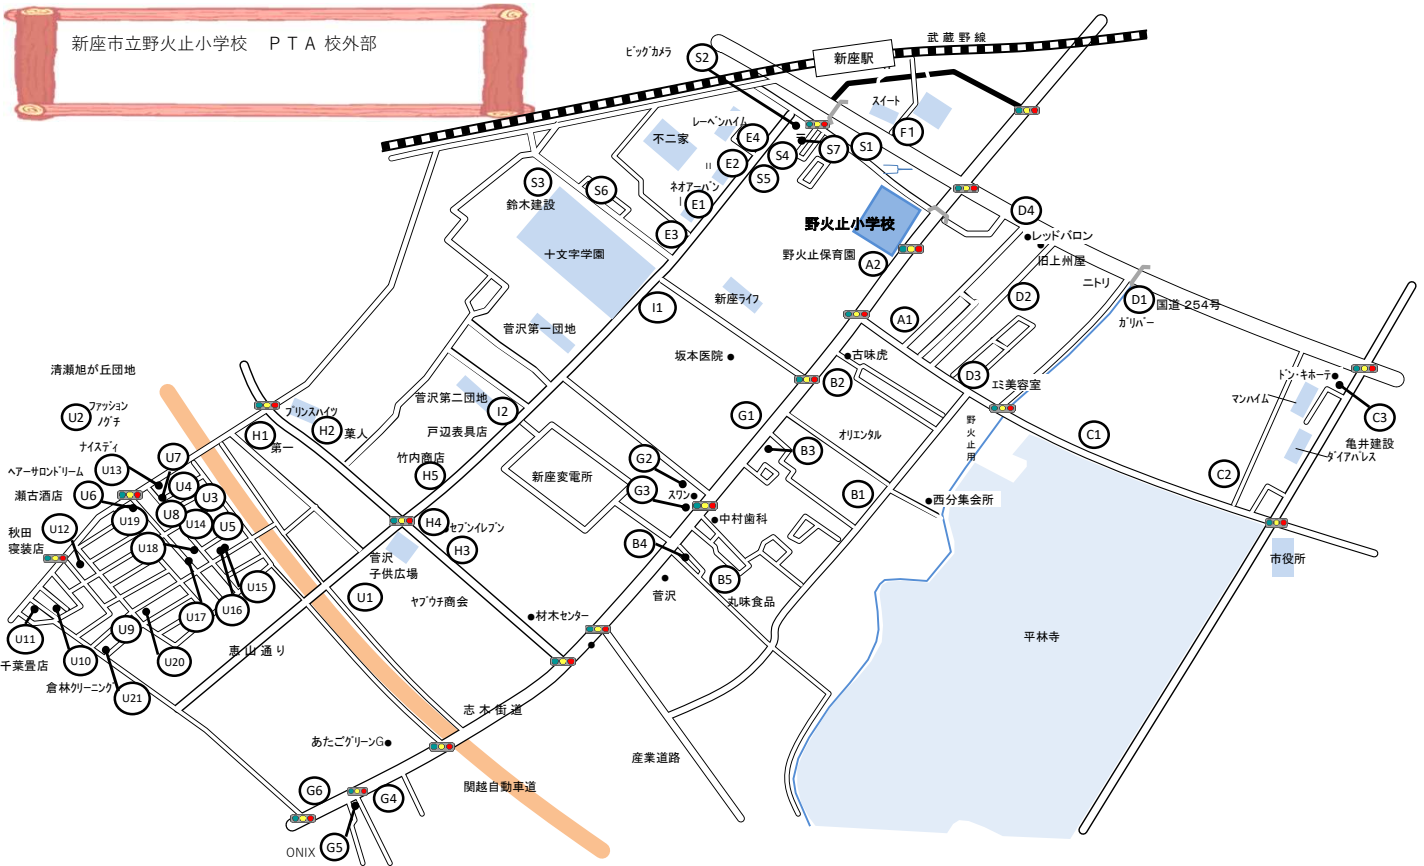 新座市立野火止小学校　ＰＴＡ 校外部
武蔵野線
新座駅
ビッグカメラ
S2
スイート
F1
レーベンハイム
不二家
E4
S4
S7
S1
E2
S5
ネオアーバン
E1
S3
鈴木建設
S6
E3
十文字学園
野火止小学校
野火止保育園
A2
D4
レッドバロン
旧上州屋
ニトリ
D1
国道 254号
ガリバー
D2
新座ライフ
I1
A1
菅沢第一団地
坂本医院
古味虎
清瀬旭が丘団地
D3
エミ美容室
B2
ドン・キホーテ
マンハイム
C3
亀井建設
ダイアパレス
菅沢第二団地
I2
プリンスハイツ
H2
葉人
U2
ファッション
ノグチ
H1
第一
戸辺表具店
G1
オリエンタル
野火止用
C1
ナイスディ
U13
U7
竹内商店
H5
新座変電所
G2
B3
C2
ヘアーサロンドリーム
瀬古酒店
U6
U4
U3
G3
スワン
B1
西分集会所
U19
U8
U14
U5
H4
セブンイレブン
中村歯科
秋田
寝装店
U12
U18
菅沢
子供広場
H3
B4
B5
市役所
U15
U1
ヤブウチ商会
菅沢
丸味食品
U16
U17
材木センター
U11
U9
千葉畳店
U10
U20
恵山通り
平林寺
倉林クリーニング
U21
志木街道
あたごグリーンG
産業道路
関越自動車道
G6
G4
ONIX
G5